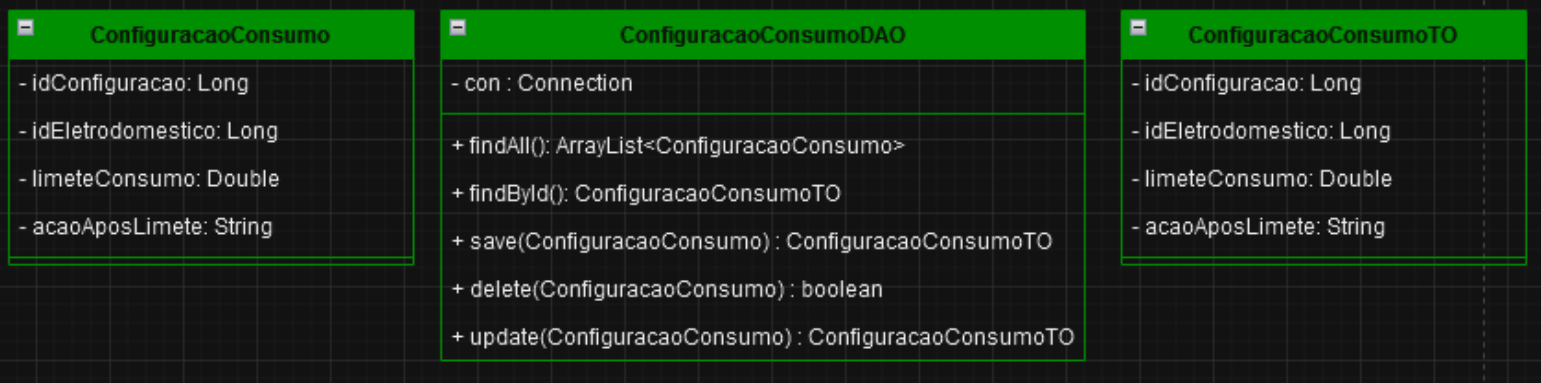 ConfiguracaoConsumo
- idConfiguracao: Long
- idEletrodomestico: Long
- limeteConsumo: Double
- acaoAposLimete: String
ConfiguracaoConsumoDAO
- con : Connection
+ findAll(): ArrayList<ConfiguracaoConsumo>
+ findById(): ConfiguracaoConsumoTO
+ save(ConfiguracaoConsumo) : ConfiguracaoConsumoTO
+ delete(ConfiguracaoConsumo) : boolean
+ update(ConfiguracaoConsumo) : ConfiguracaoConsumoTO
ConfiguracaoConsumoTO
- idConfiguracao: Long
- idEletrodomestico: Long
- limeteConsumo: Double
- acaoAposLimete: String